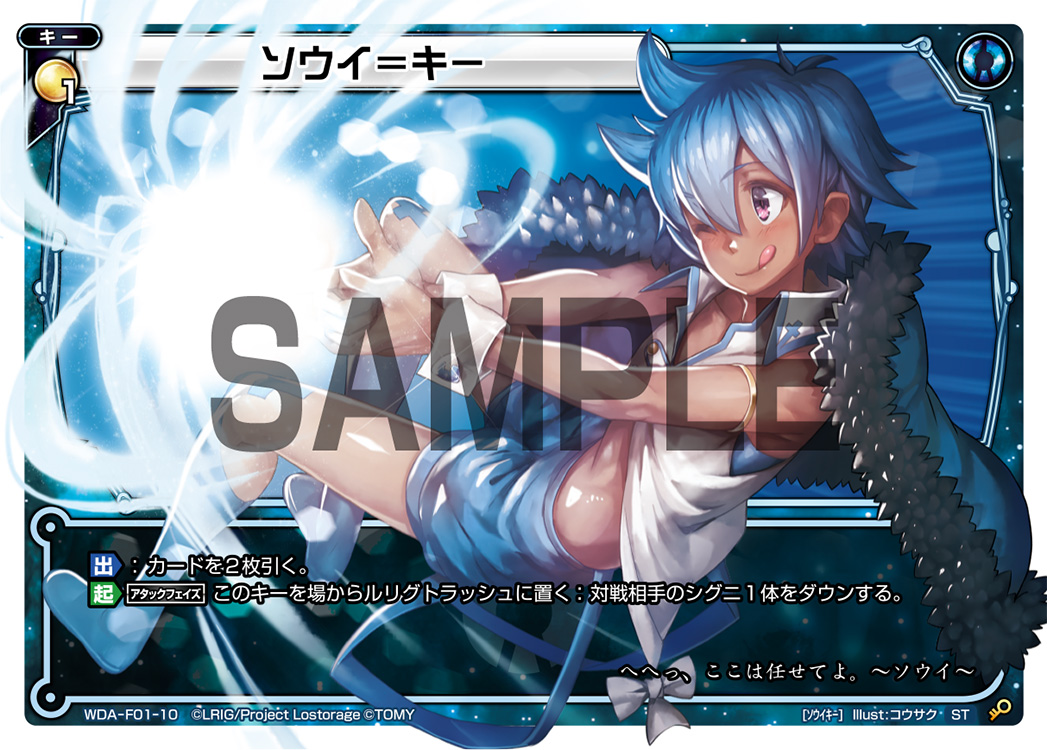 キー
ソウイ＝キー
1
SAMPLE
出：カードを２枚引く。
起 アタックフェイズ このキーを場からルリグトラッシュに置く：対戦相手のシグニ１体をダウンする。
へへっ、ここは任せてよ。～ソウイ～
WDA-F01-10 ©LRIG/Project Lostorage ©TOMY [ｿｳｲｷｰ] Illust:コウサク ST